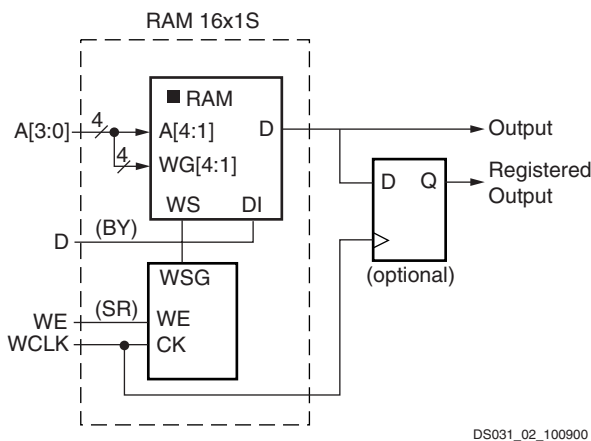 RAM 16x1S
RAM
A[3:0]
4
A[4:1]
D
Output
4
WG[4:1]
D
Q
Registered
Output
WS
DI
D
(BY)
(optional)
WSG
WE
(SR)
WE
WCLK
CK
DS031_02_100900